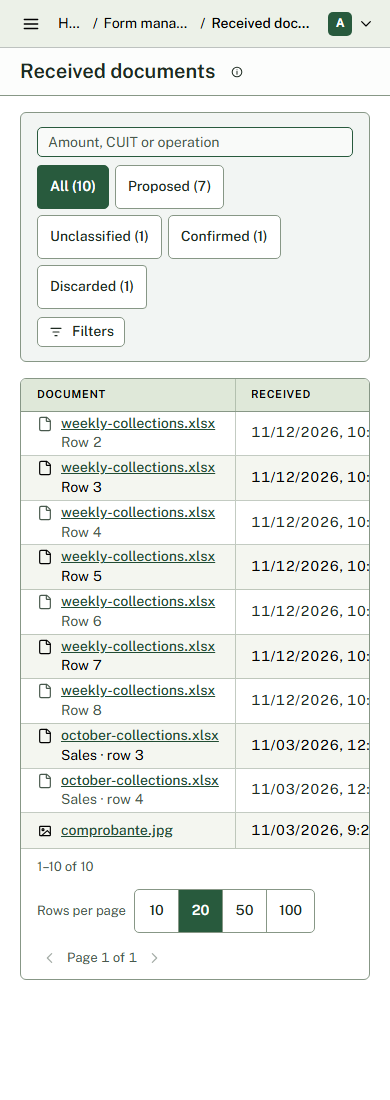 H... / Form mana... / Received doc... A
Received documents
Amount, CUIT or operation
All (10) Proposed (7)
Unclassified (1) Confirmed (1)
Discarded (1)
Filters
DOCUMENT RECEIVED
weekly-collections.xlsx
Row 2 11/12/2026, 10:
weekly-collections.xlsx
Row 3 11/12/2026, 10:
weekly-collections.xlsx
Row 4 11/12/2026, 10:
weekly-collections.xlsx
Row 5 11/12/2026, 10:
weekly-collections.xlsx
Row 6 11/12/2026, 10:
weekly-collections.xlsx
Row 7 11/12/2026, 10:
weekly-collections.xlsx
Row 8 11/12/2026, 10:
october-collections.xlsx
Sales · row 3 11/03/2026, 12:
october-collections.xlsx
Sales · row 4 11/03/2026, 12:
comprobante.jpg 11/03/2026, 9:2
1–10 of 10
Rows per page 10 20 50 100
Page 1 of 1